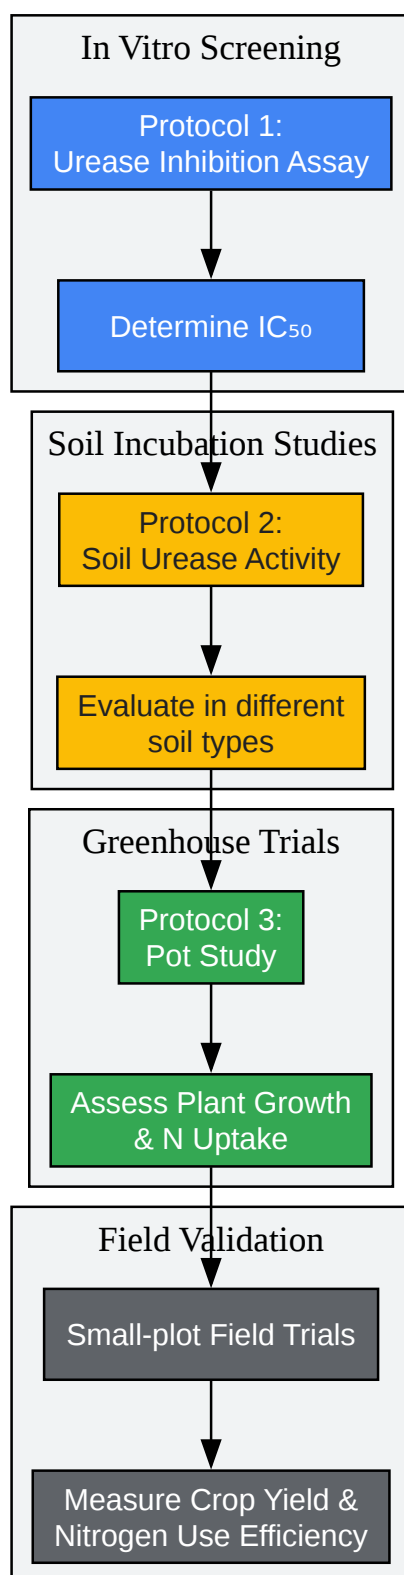 In Vitro Screening
Protocol 1:
Urease Inhibition Assay
Determine IC₅₀
Soil Incubation Studies
Protocol 2:
Soil Urease Activity
Evaluate in different
soil types
Greenhouse Trials
Protocol 3:
Pot Study
Assess Plant Growth
& N Uptake
Field Validation
Small-plot Field Trials
Measure Crop Yield &
Nitrogen Use Efficiency